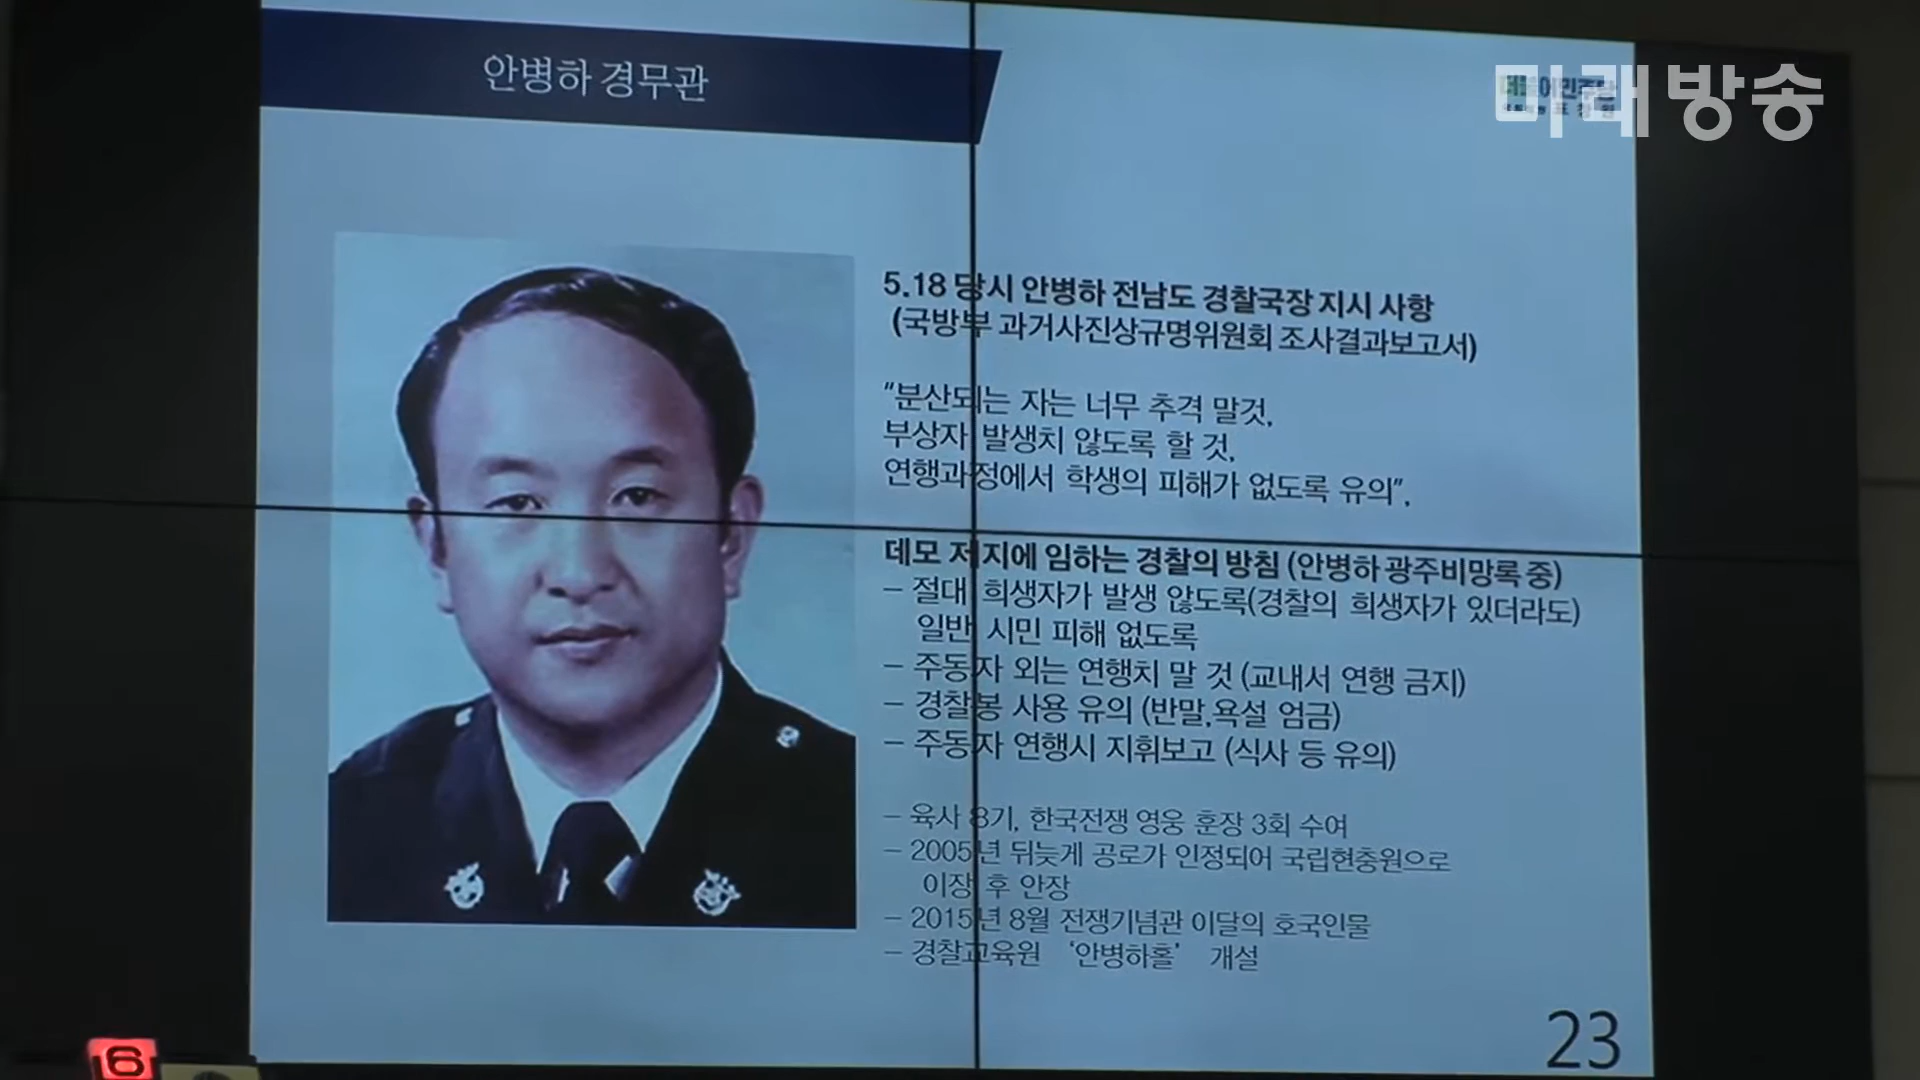 안병하 경무관
미래방송
5.18 당시 안병하 전남도 경찰국장 지시 사항
(국방부 과거사진상규명위원회 조사결과보고서)
"분산되는 자는 너무 추격 말것,
부상자 발생치 않도록 할 것,
연행과정에서 학생의 피해가 없도록 유의".
데모 저지에 임하는 경찰의 방침 (안병하 광주비망록 중)
– 절대 희생자가 발생 않도록(경찰의 희생자가 있더라도)
일반 시민 피해 없도록
– 주동자 외는 연행치 말 것 (교내서 연행 금지)
– 경찰봉 사용 유의 (반말,욕설 엄금)
– 주동자 연행시 지휘보고 (식사 등 유의)
– 육사 8기, 한국전쟁 영웅 훈장 3회 수여
– 2005년 뒤늦게 공로가 인정되어 국립현충원으로
이장 후 안장
– 2015년 8월 전쟁기념관 이달의 호국인물
– 경찰교육원 '안병하홀' 개설
23
6